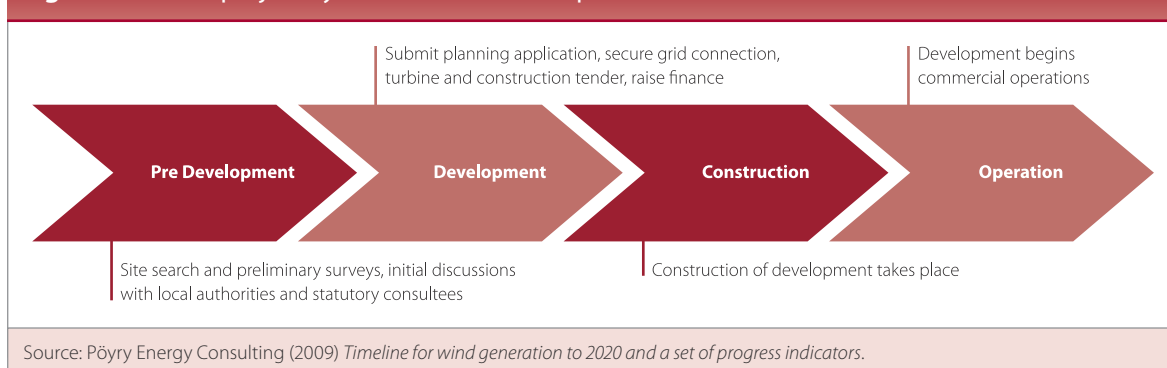 Submit planning application, secure grid connection,
turbine and construction tender, raise finance
Development begins
commercial operations
Pre Development
Development
Construction
Operation
Site search and preliminary surveys, initial discussions
with local authorities and statutory consultees
Construction of development takes place
Source: Pöyry Energy Consulting (2009) Timeline for wind generation to 2020 and a set of progress indicators.